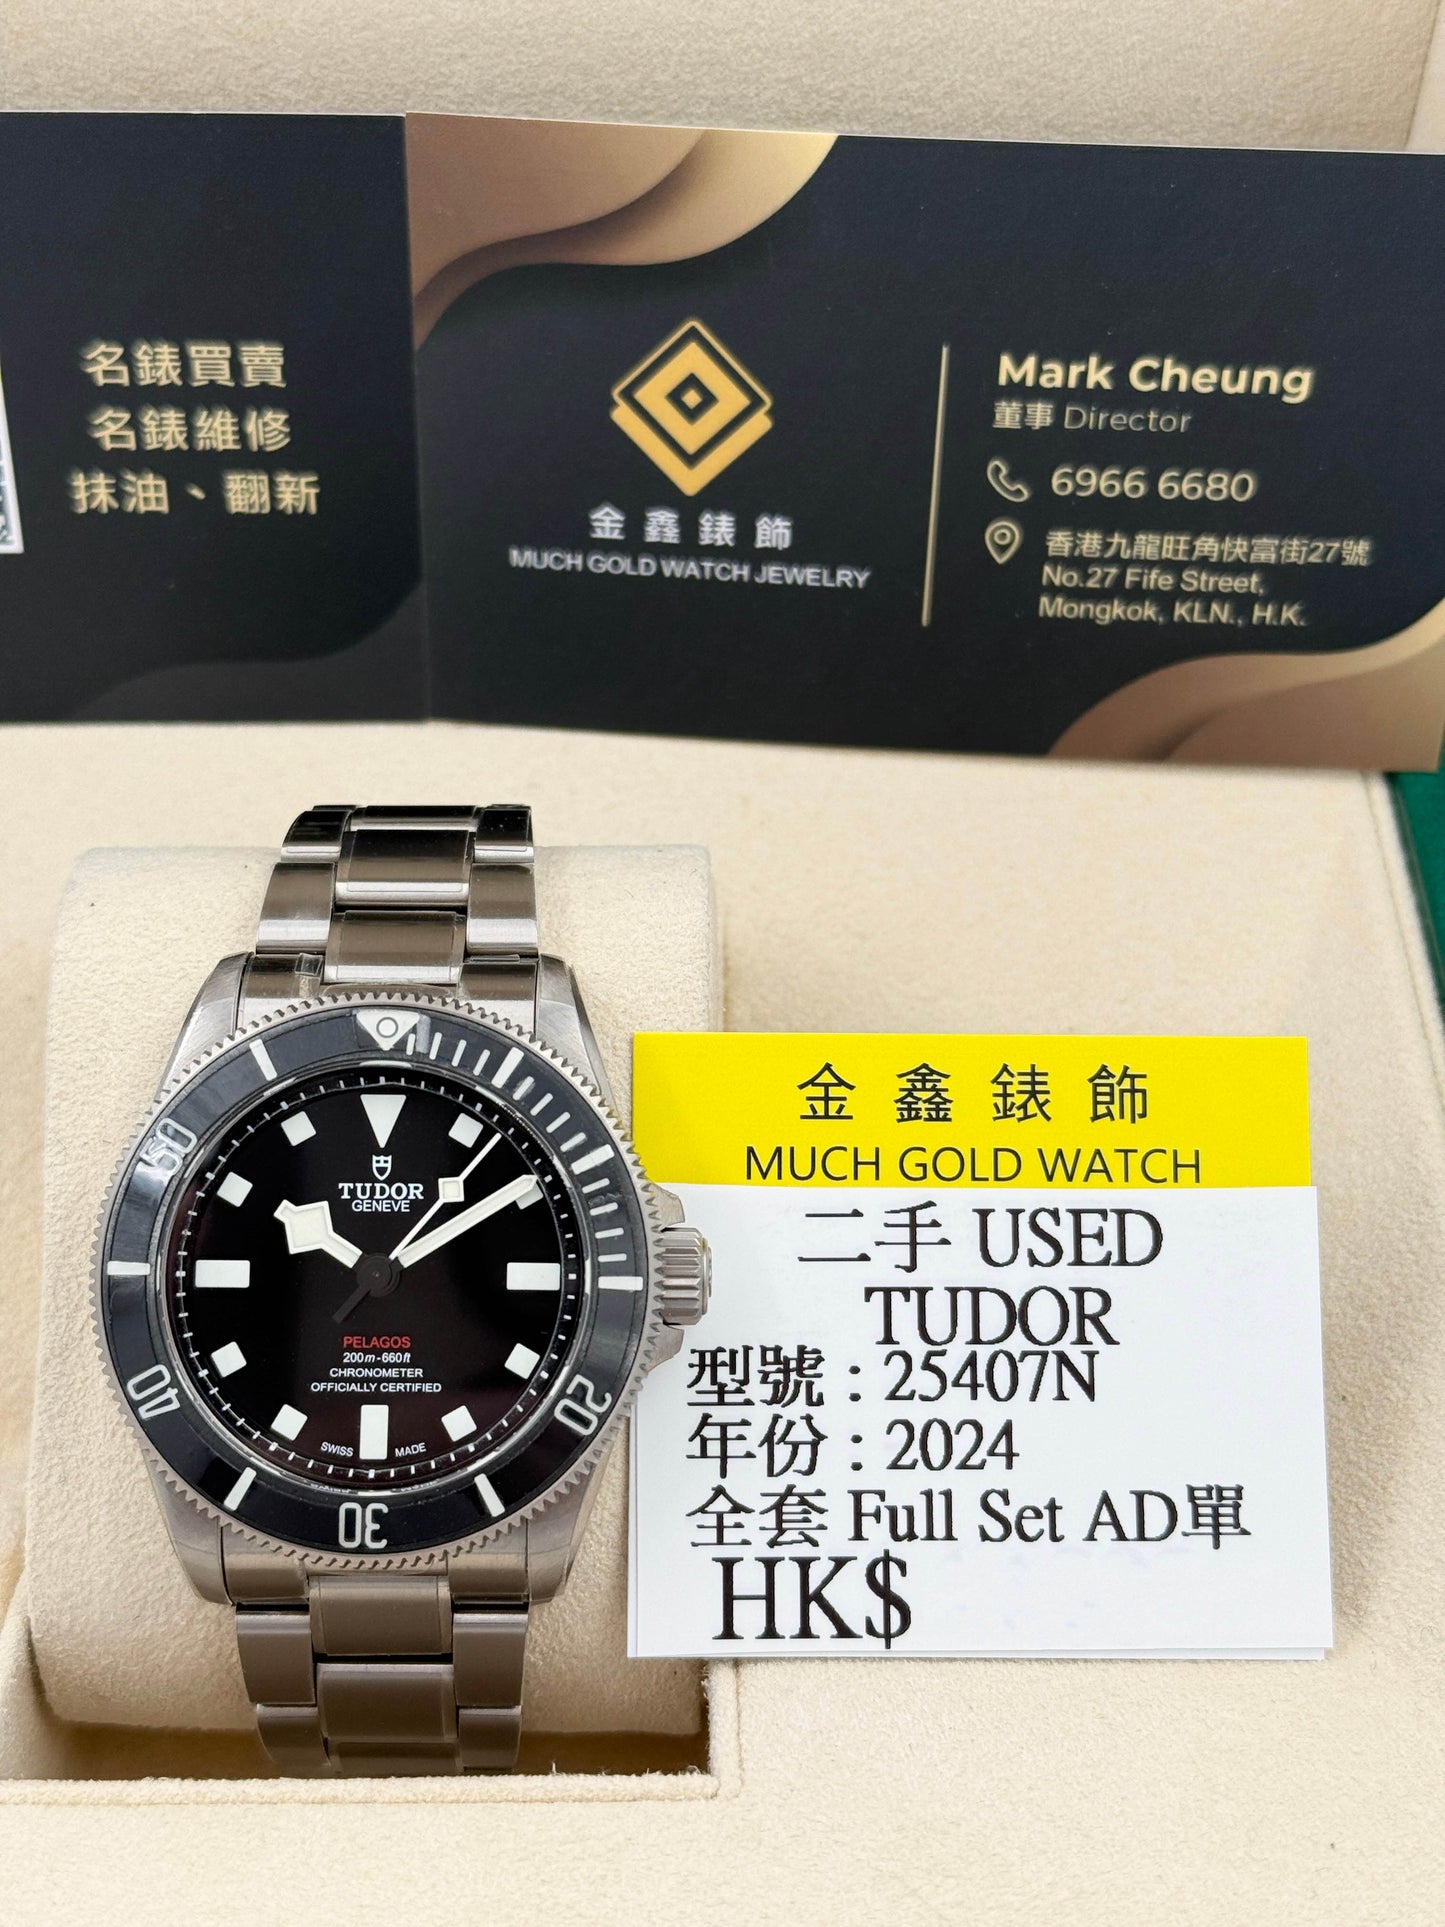 名錶買賣
名錶維修
抹油、翻新
金鑫錶飾
MUCH GOLD WATCH JEWELRY
Mark Cheung
董事 Director
6966 6680
香港九龍旺角快富街27號
No.27 Fife Street,
Mongkok, KLN., H.K.
50
40
30
20
TUDOR
GENEVE
PELAGOS
200m-660ft
CHRONOMETER
OFFICIALLY CERTIFIED
SWISS MADE
金鑫錶飾
MUCH GOLD WATCH
二手 USED
TUDOR
型號：25407N
年份：2024
全套 Full Set AD單
HK$